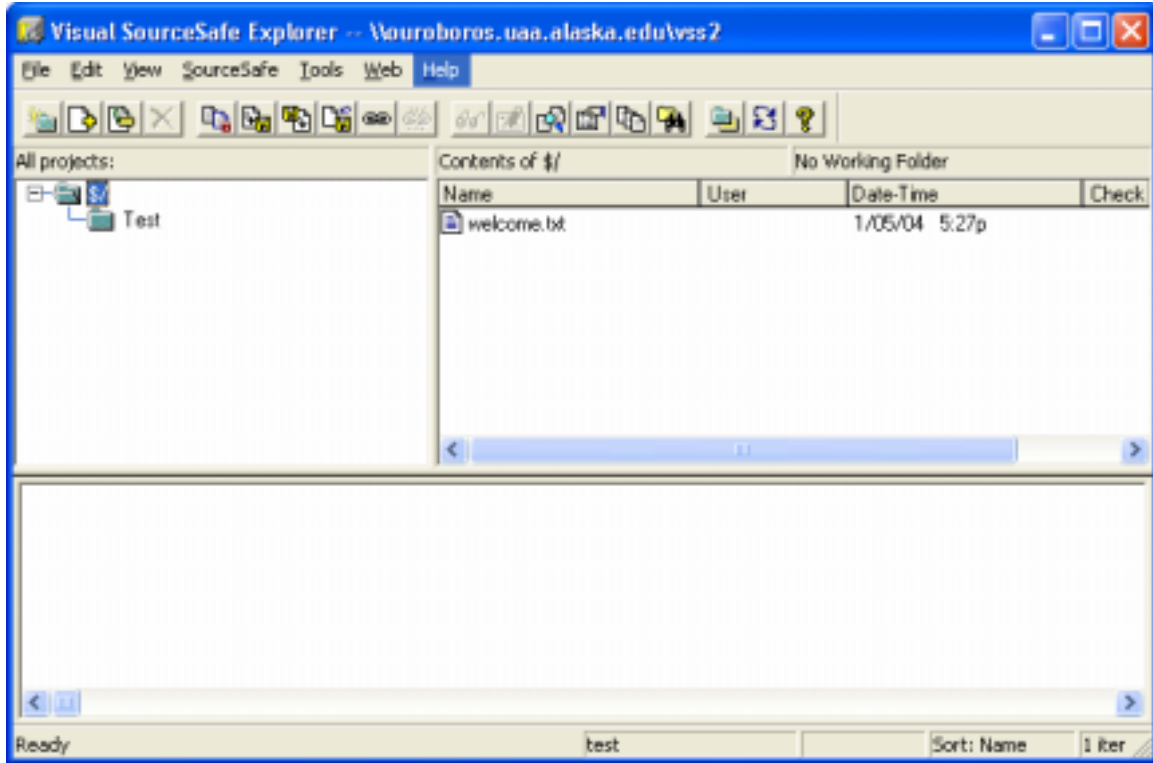 Visual SourceSafe Explorer -- \\ouroboros.uaa.alaska.edu\vss2
File Edit View SourceSafe Tools Web Help
All projects:
Contents of $/
No Working Folder
$/
Test
Name User Date-Time Check
welcome.txt 1/05/04 5:27p
Ready test Sort: Name 1 iter